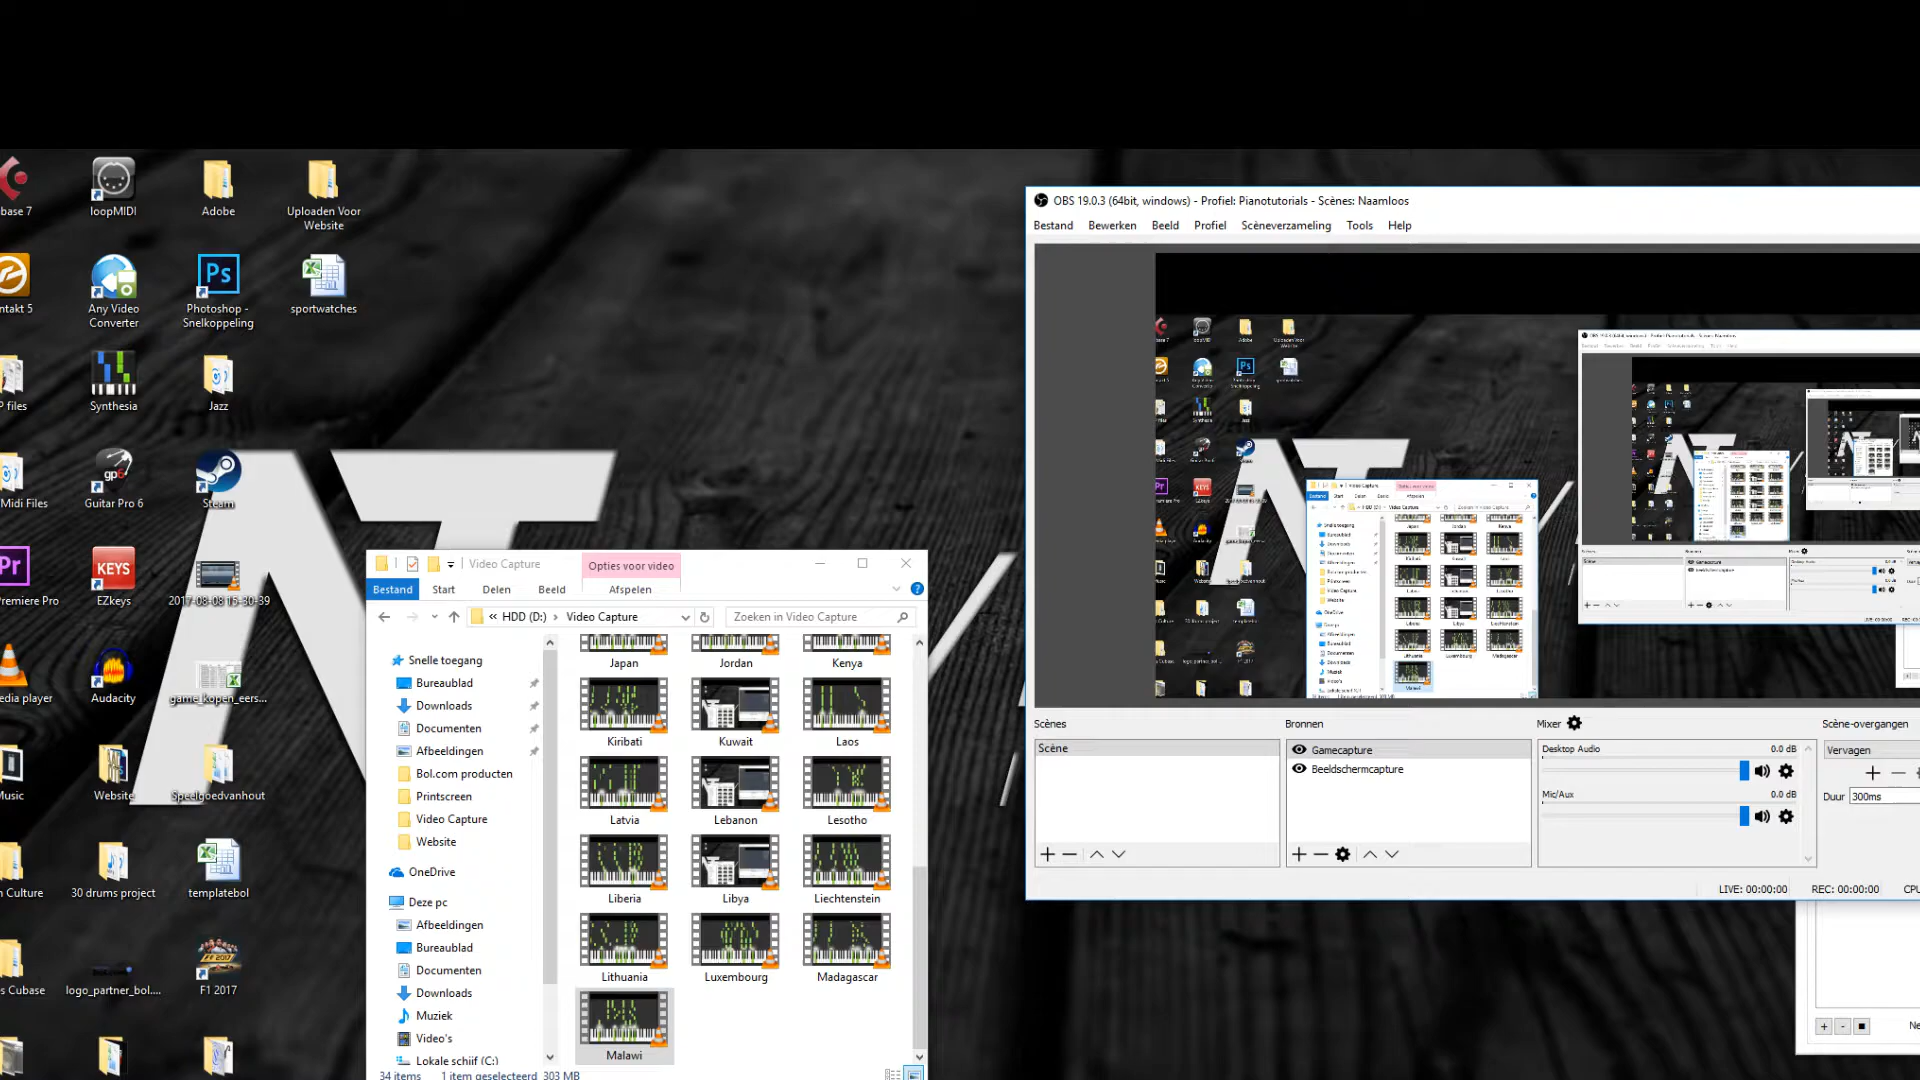 base 7
loopMIDI
Adobe
Uploaden Voor
Website
ntakt 5
Any Video
Converter
Ps
Photoshop -
Snelkoppeling
sportwatches
P files
Synthesia
Jazz
Midi Files
gp6
Guitar Pro 6
Steam
Pr
Premiere Pro
KEYS
EZkeys
2017-08-08 15-30-39
edia player
Audacity
game_kopen_eers...
Music
Website
Speelgoedvanhout
n Culture
30 drums project
templatebol
s Cubase
logo_partner_bol....
F1 2017
Video Capture
Opties voor video
Bestand
Start
Delen
Beeld
Afspelen
« HDD (D:) › Video Capture
Zoeken in Video Capture
Snelle toegang
Bureaublad
Downloads
Documenten
Afbeeldingen
Bol.com producten
Printscreen
Video Capture
Website
OneDrive
Deze pc
Afbeeldingen
Bureaublad
Documenten
Downloads
Muziek
Video's
Lokale schijf (C:)
Japan
Jordan
Kenya
Kiribati
Kuwait
Laos
Latvia
Lebanon
Lesotho
Liberia
Libya
Liechtenstein
Lithuania
Luxembourg
Madagascar
Malawi
34 items
1 item geselecteerd 303 MB
OBS 19.0.3 (64bit, windows) - Profiel: Pianotutorials - Scènes: Naamloos
Bestand
Bewerken
Beeld
Profiel
Scèneverzameling
Tools
Help
Scènes
Bronnen
Mixer
Scène-overgangen
Scène
Gamecapture
Beeldschermcapture
Desktop Audio
0.0 dB
Mic/Aux
0.0 dB
Vervagen
Duur
300ms
LIVE: 00:00:00
REC: 00:00:00
CPU
Ne